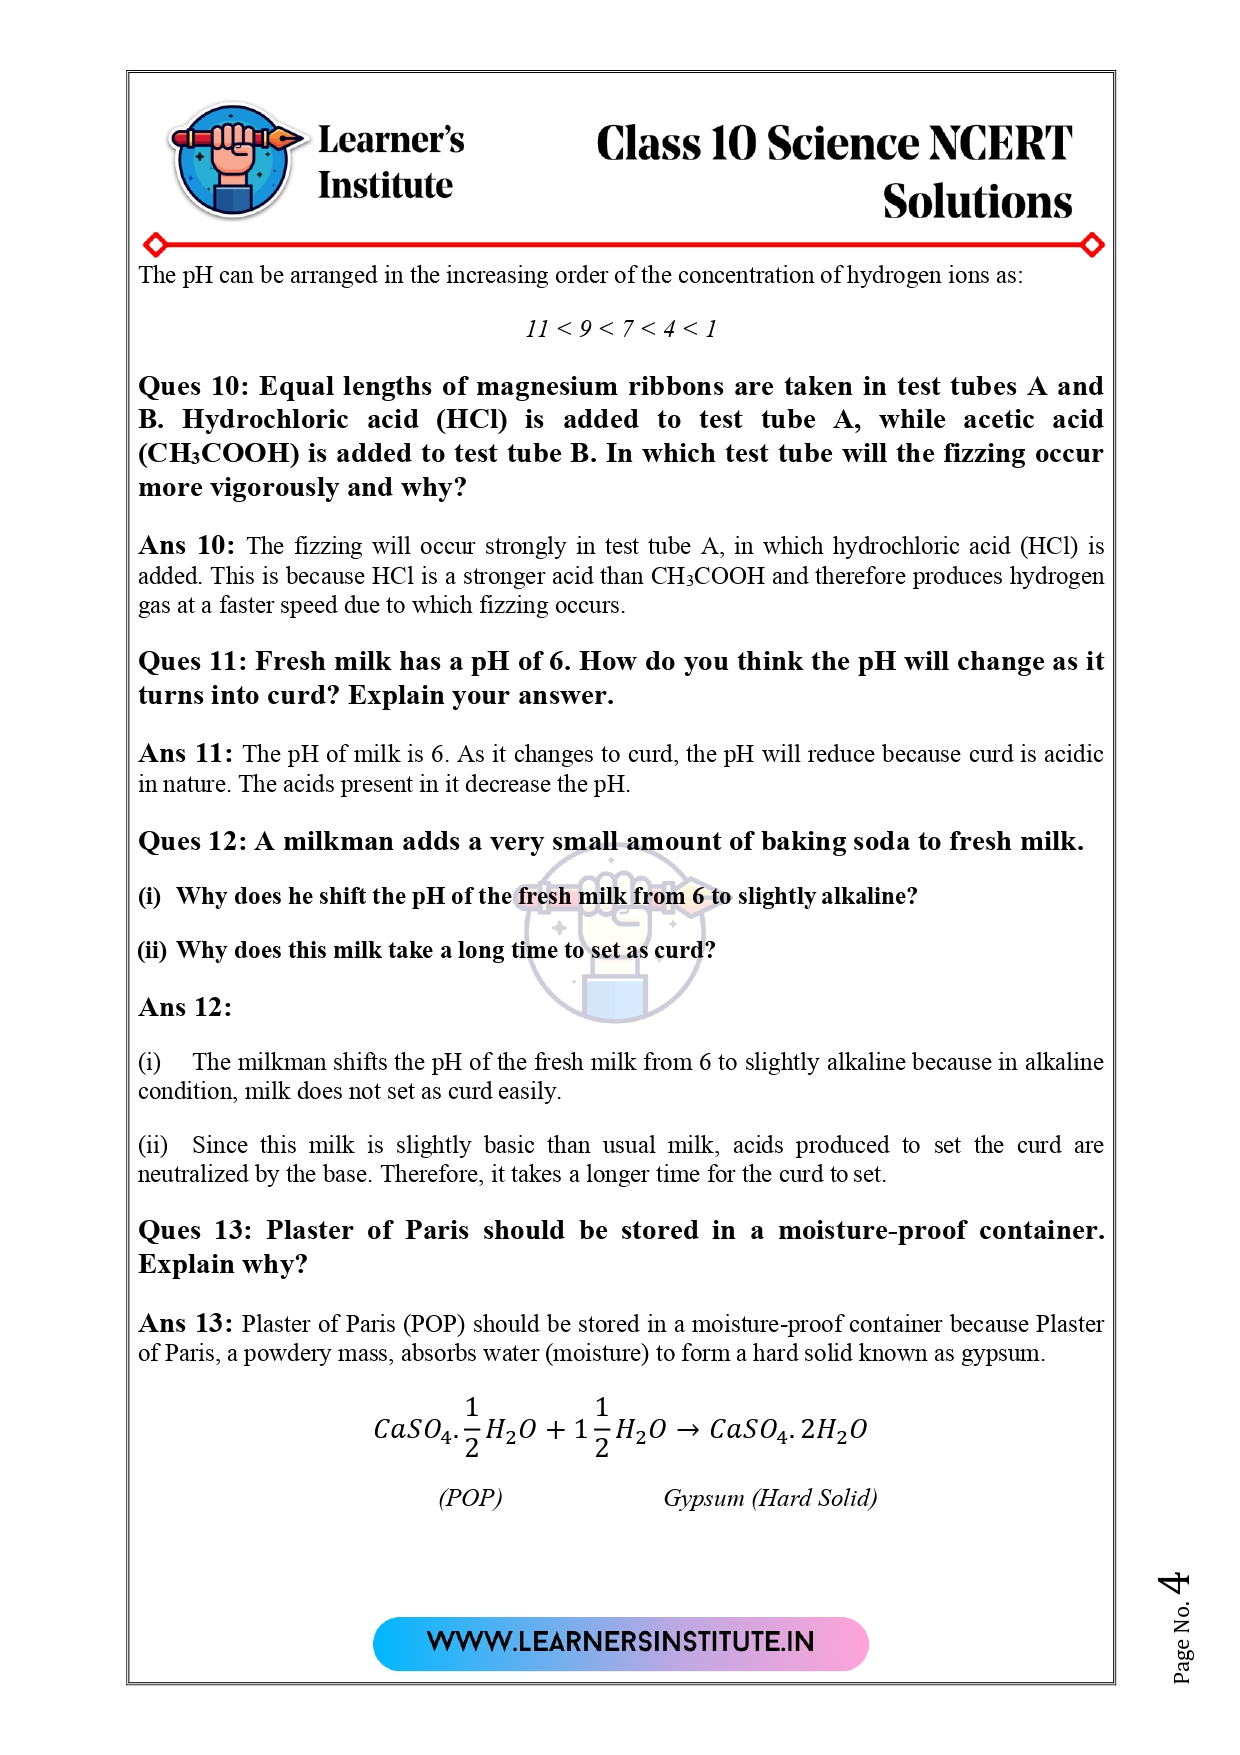 Learner's
Institute
Class 10 Science NCERT
Solutions
The pH can be arranged in the increasing order of the concentration of hydrogen ions as:
11 < 9 < 7 < 4 < 1
Ques 10: Equal lengths of magnesium ribbons are taken in test tubes A and
B. Hydrochloric acid (HCl) is added to test tube A, while acetic acid
(CH₃COOH) is added to test tube B. In which test tube will the fizzing occur
more vigorously and why?
Ans 10: The fizzing will occur strongly in test tube A, in which hydrochloric acid (HCl) is
added. This is because HCl is a stronger acid than CH₃COOH and therefore produces hydrogen
gas at a faster speed due to which fizzing occurs.
Ques 11: Fresh milk has a pH of 6. How do you think the pH will change as it
turns into curd? Explain your answer.
Ans 11: The pH of milk is 6. As it changes to curd, the pH will reduce because curd is acidic
in nature. The acids present in it decrease the pH.
Ques 12: A milkman adds a very small amount of baking soda to fresh milk.
(i) Why does he shift the pH of the fresh milk from 6 to slightly alkaline?
(ii) Why does this milk take a long time to set as curd?
Ans 12:
(i) The milkman shifts the pH of the fresh milk from 6 to slightly alkaline because in alkaline
condition, milk does not set as curd easily.
(ii) Since this milk is slightly basic than usual milk, acids produced to set the curd are
neutralized by the base. Therefore, it takes a longer time for the curd to set.
Ques 13: Plaster of Paris should be stored in a moisture-proof container.
Explain why?
Ans 13: Plaster of Paris (POP) should be stored in a moisture-proof container because Plaster
of Paris, a powdery mass, absorbs water (moisture) to form a hard solid known as gypsum.
CaSO₄. 1/2 H₂O + 1 1/2 H₂O → CaSO₄. 2H₂O
(POP) Gypsum (Hard Solid)
WWW.LEARNERSINSTITUTE.IN
Page No. 4